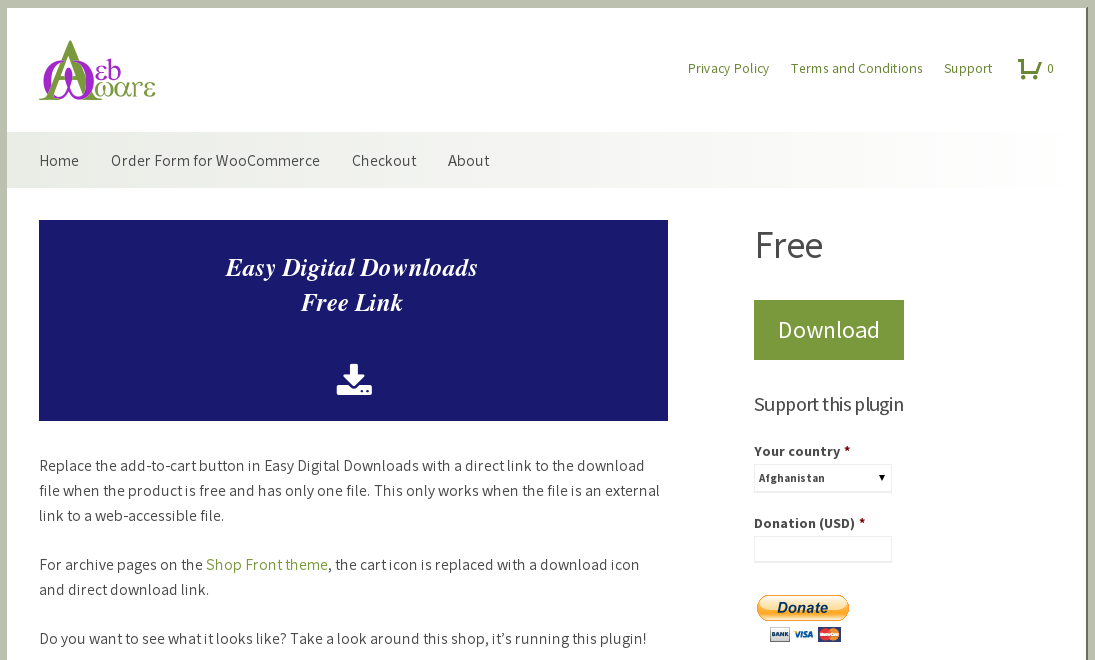 Web
Aware
Privacy Policy Terms and Conditions Support 0
Home Order Form for WooCommerce Checkout About
Easy Digital Downloads
Free Link
Free
Download
Support this plugin
Your country *
Afghanistan
Donation (USD) *
Donate
BANK VISA MasterCard
Replace the add-to-cart button in Easy Digital Downloads with a direct link to the download
file when the product is free and has only one file. This only works when the file is an external
link to a web-accessible file.
For archive pages on the Shop Front theme, the cart icon is replaced with a download icon
and direct download link.
Do you want to see what it looks like? Take a look around this shop, it’s running this plugin!